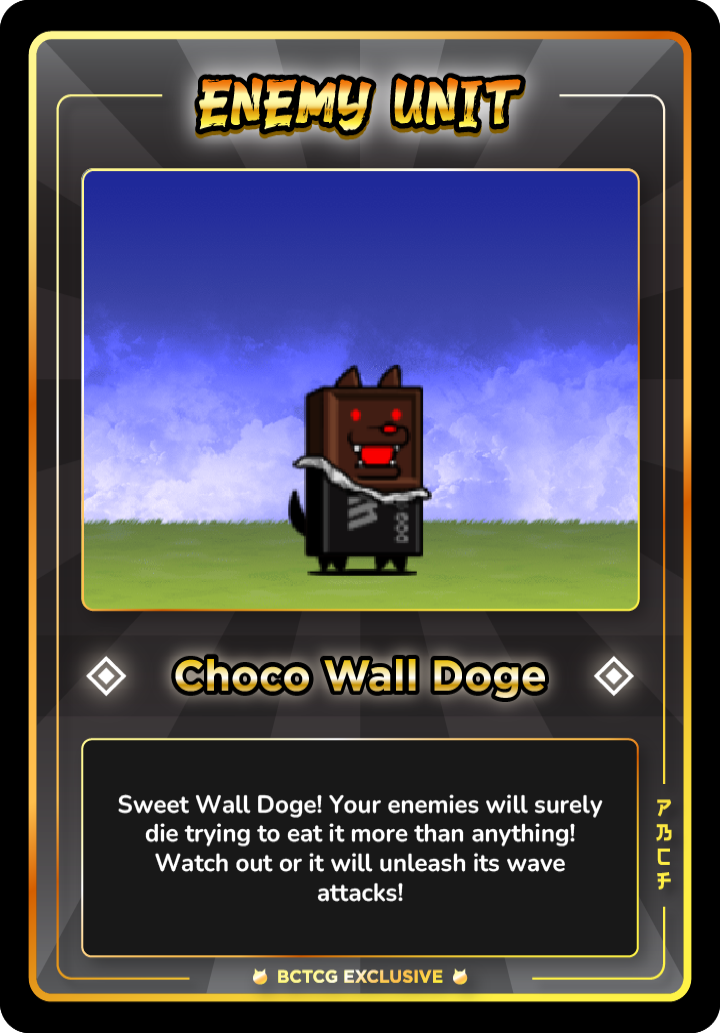 ENEMY UNIT
DOG
Choco Wall Doge
Sweet Wall Doge! Your enemies will surely
die trying to eat it more than anything!
Watch out or it will unleash its wave
attacks!
ア
乃
匚
チ
BCTCG EXCLUSIVE